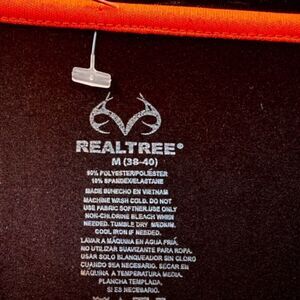 REALTREE®
M (38-40)
90% POLYESTER/POLIÉSTER
10% SPANDEX/ELASTANE
MADE IN/HECHO EN VIETNAM
MACHINE WASH COLD. DO NOT
USE FABRIC SOFTNER.USE ONLY
NON-CHLORINE BLEACH WHEN
NEEDED. TUMBLE DRY MEDIUM.
COOL IRON IF NEEDED.
LAVAR A MÁQUINA EN AGUA FRIÁ.
NO UTILIZAR SUAVIZANTE PARA ROPA.
USAR SOLO BLANQUEADOR SIN CLORO
CUANDO SEA NECESARIO. SECAR EN
MÁQUINA A TEMPERATURA MEDIA.
PLANCHA TEMPLADA,
SI ES NECESARIO.